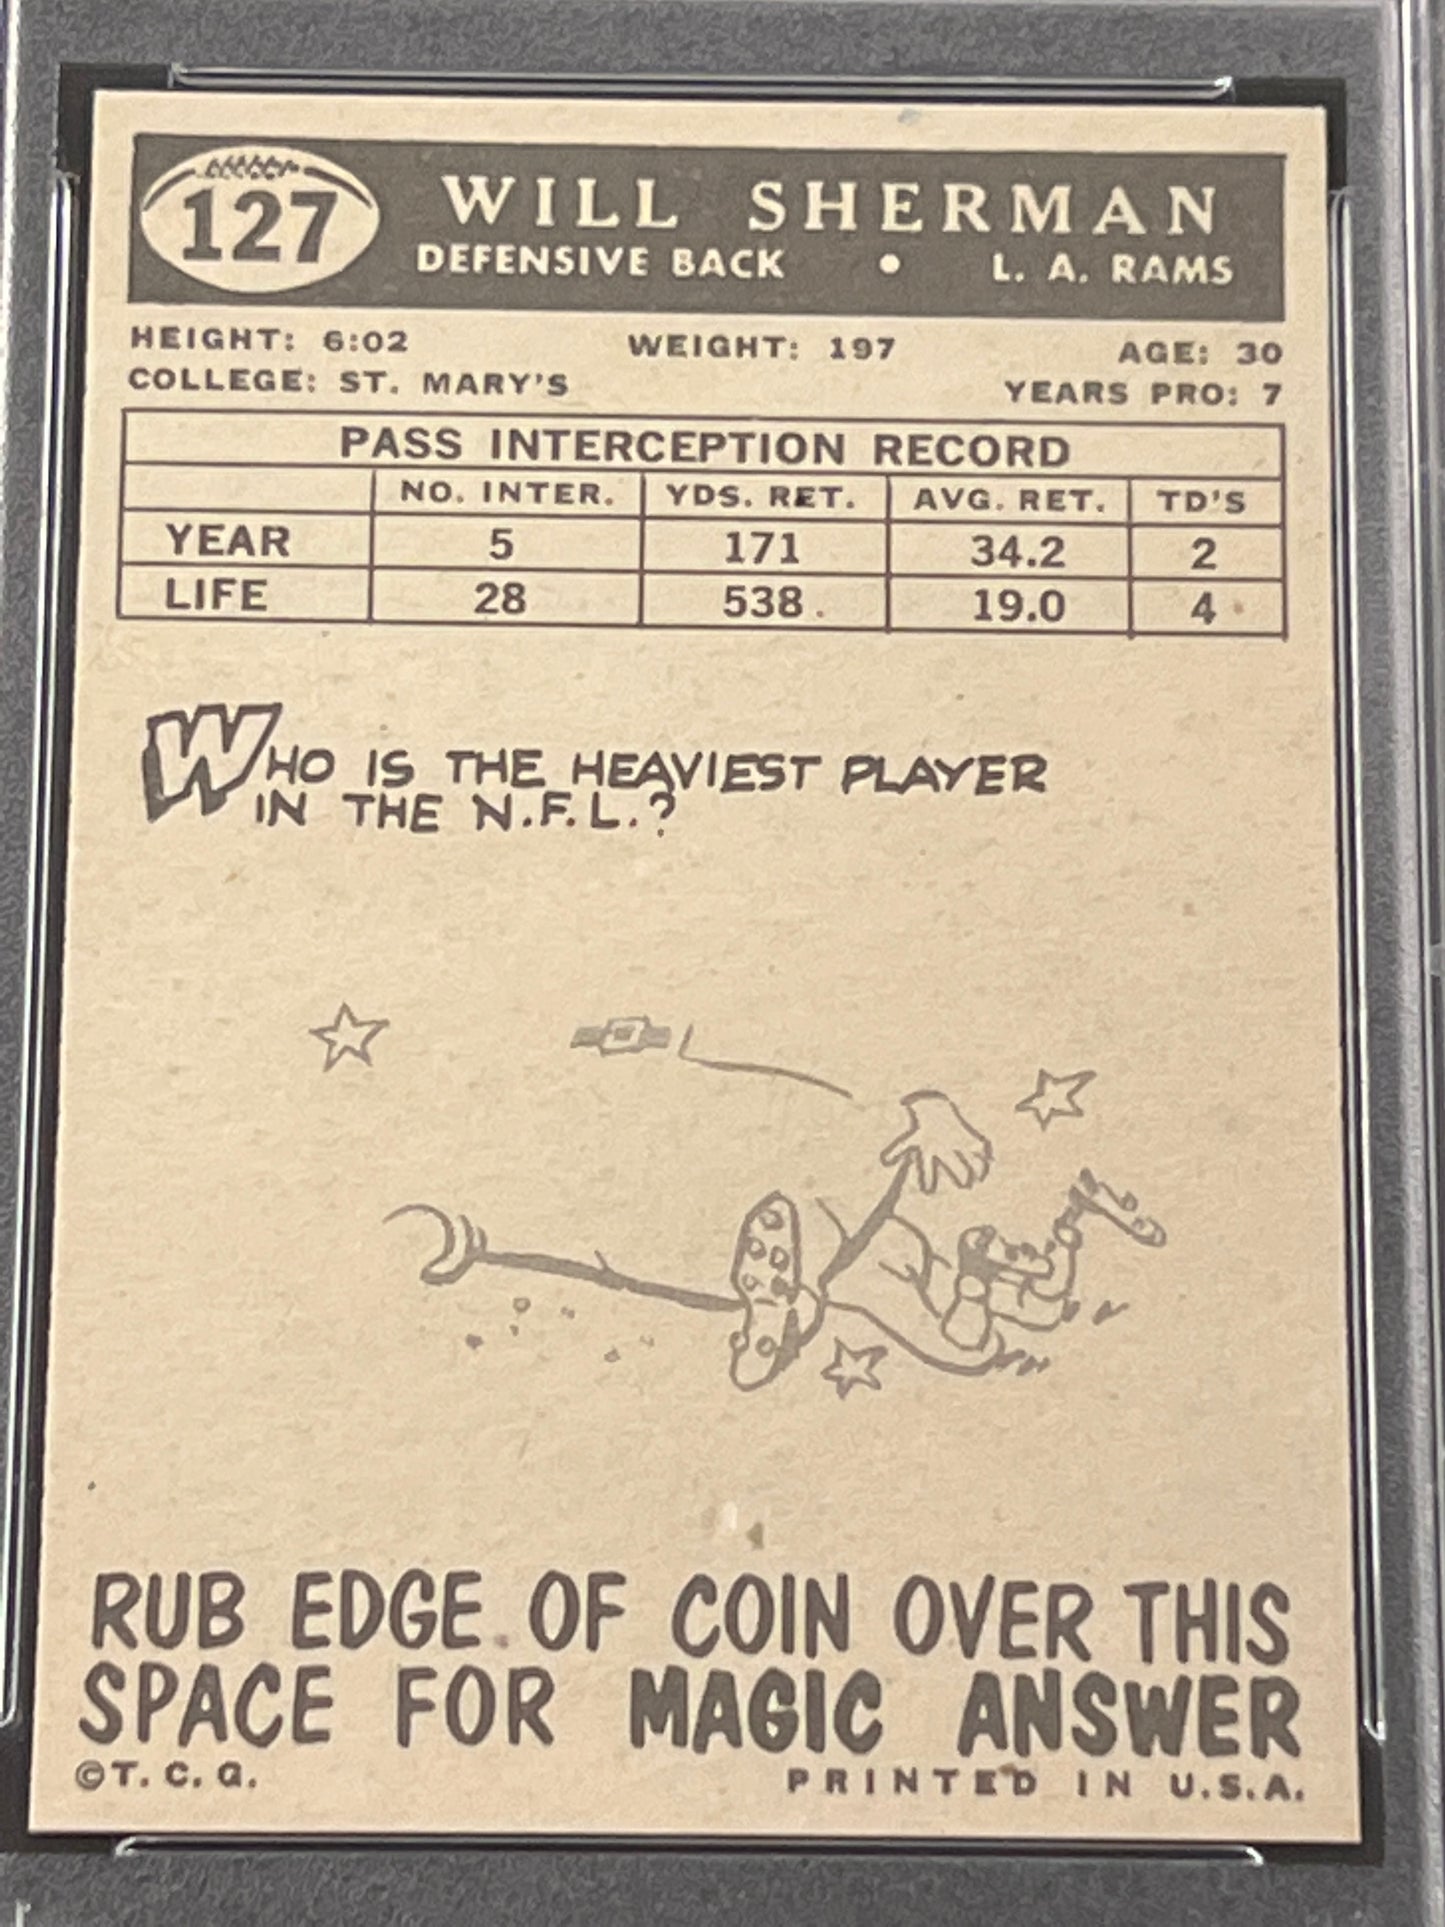 127
WILL SHERMAN
DEFENSIVE BACK • L. A. RAMS
HEIGHT: 6:02 WEIGHT: 197 AGE: 30
COLLEGE: ST. MARY'S YEARS PRO: 7
PASS INTERCEPTION RECORD
NO. INTER. YDS. RET. AVG. RET. TD'S
YEAR 5 171 34.2 2
LIFE 28 538 19.0 4
WHO IS THE HEAVIEST PLAYER
IN THE N.F.L.?
RUB EDGE OF COIN OVER THIS
SPACE FOR MAGIC ANSWER
©T. C. G. PRINTED IN U.S.A.